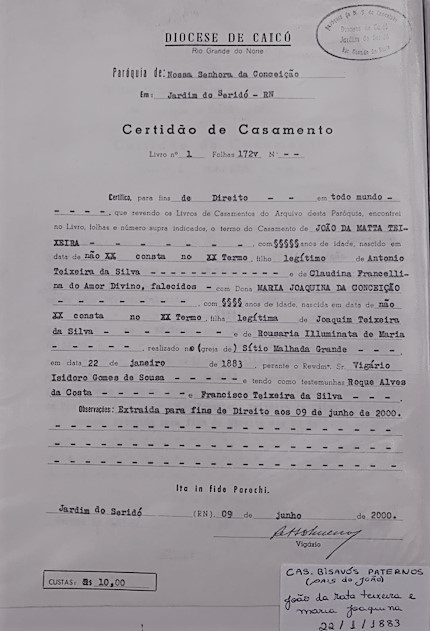 DIOCESE DE CAICÓ
Rio Grande do Norte
Paróquia de: Nossa Senhora da Conceição
Em: Jardim do Seridó - RN
Certidão de Casamento
Livro nº 1 Folhas 172v Nº - -
Certifico, para fins de Direito - - em todo mundo -
- - - - -, que revendo os Livros de Casamentos do Arquivo desta Paróquia, encontrei
no Livro, folhas e número supra indicados, o termo do Casamento de JOÃO DA MATTA TEI-
XEIRA - - - - - - - - - -, com §§§§§ anos de idade, nascido em
data de não XX consta no XX Termo, filho legítimo de Antonio
Teixeira da Silva - - - - - - - - - - - e de Claudina Francelli-
na do Amor Divino, falecidos - com Dona MARIA JOAQUINA DA CONCEIÇÃO
- - - - - - - -, com §§§§ anos de idade, nascida em data de não
XX consta no XX Termo, filha legítima de Joaquim Teixeira
da Silva - - - - - - - - - e de Rousaria Illuminata de Maria
- - - - - -, realizado no (greja de) Sítio Malhada Grande - - -,
em data 22 de janeiro de 1883, perante o Revdmº. Sr. Vigário
Isidoro Gomes de Sousa - - - - - e tendo como testemunhas Roque Alves
da Costa - - - - - - e Francisco Teixeira da Silva - - - -.
Observações: Extraida para fins de Direito aos 09 de junho de 2000.
Ita in fide Parochi.
Jardim do Seridó (RN), 09 de junho de 2000.
Vigário
CUSTAS: R$ 10,00
CAS. BISAVÓS PATERNOS
(pais do João)
João da Mata Teixeira e
Maria Joaquina
22/1/1883